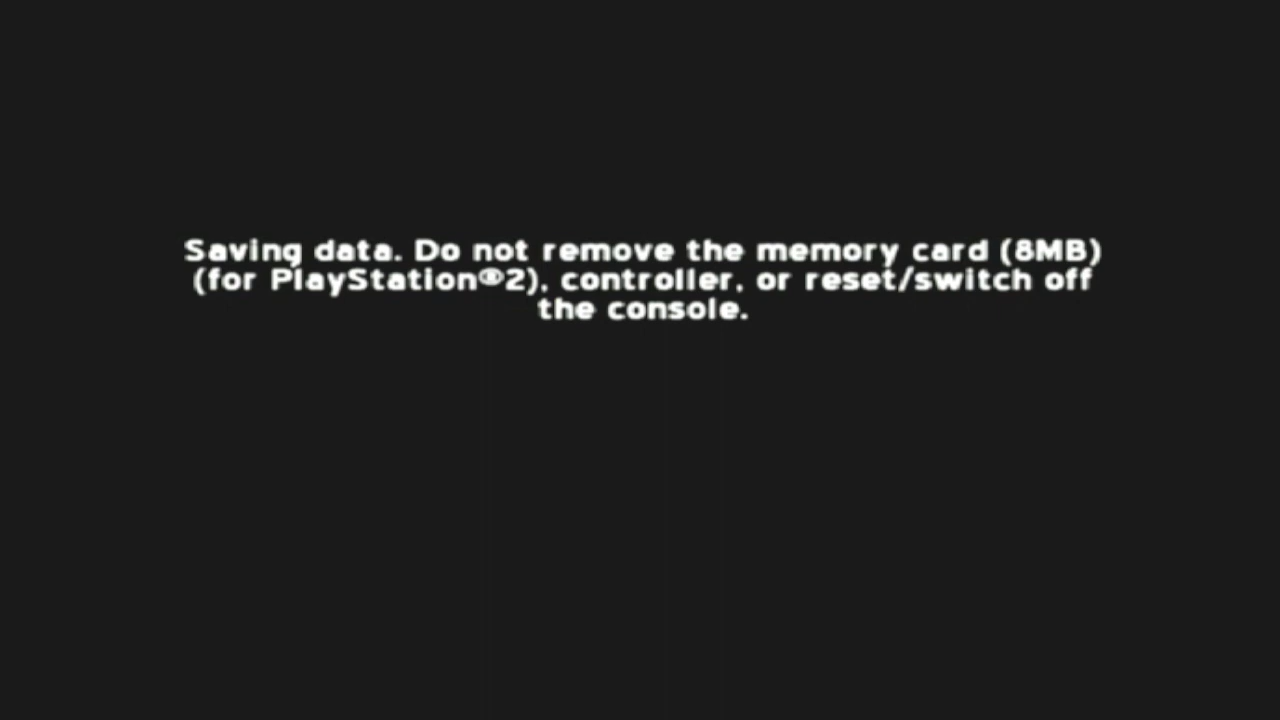 Saving data. Do not remove the memory card (8MB)
(for PlayStation®2), controller, or reset/switch off
the console.